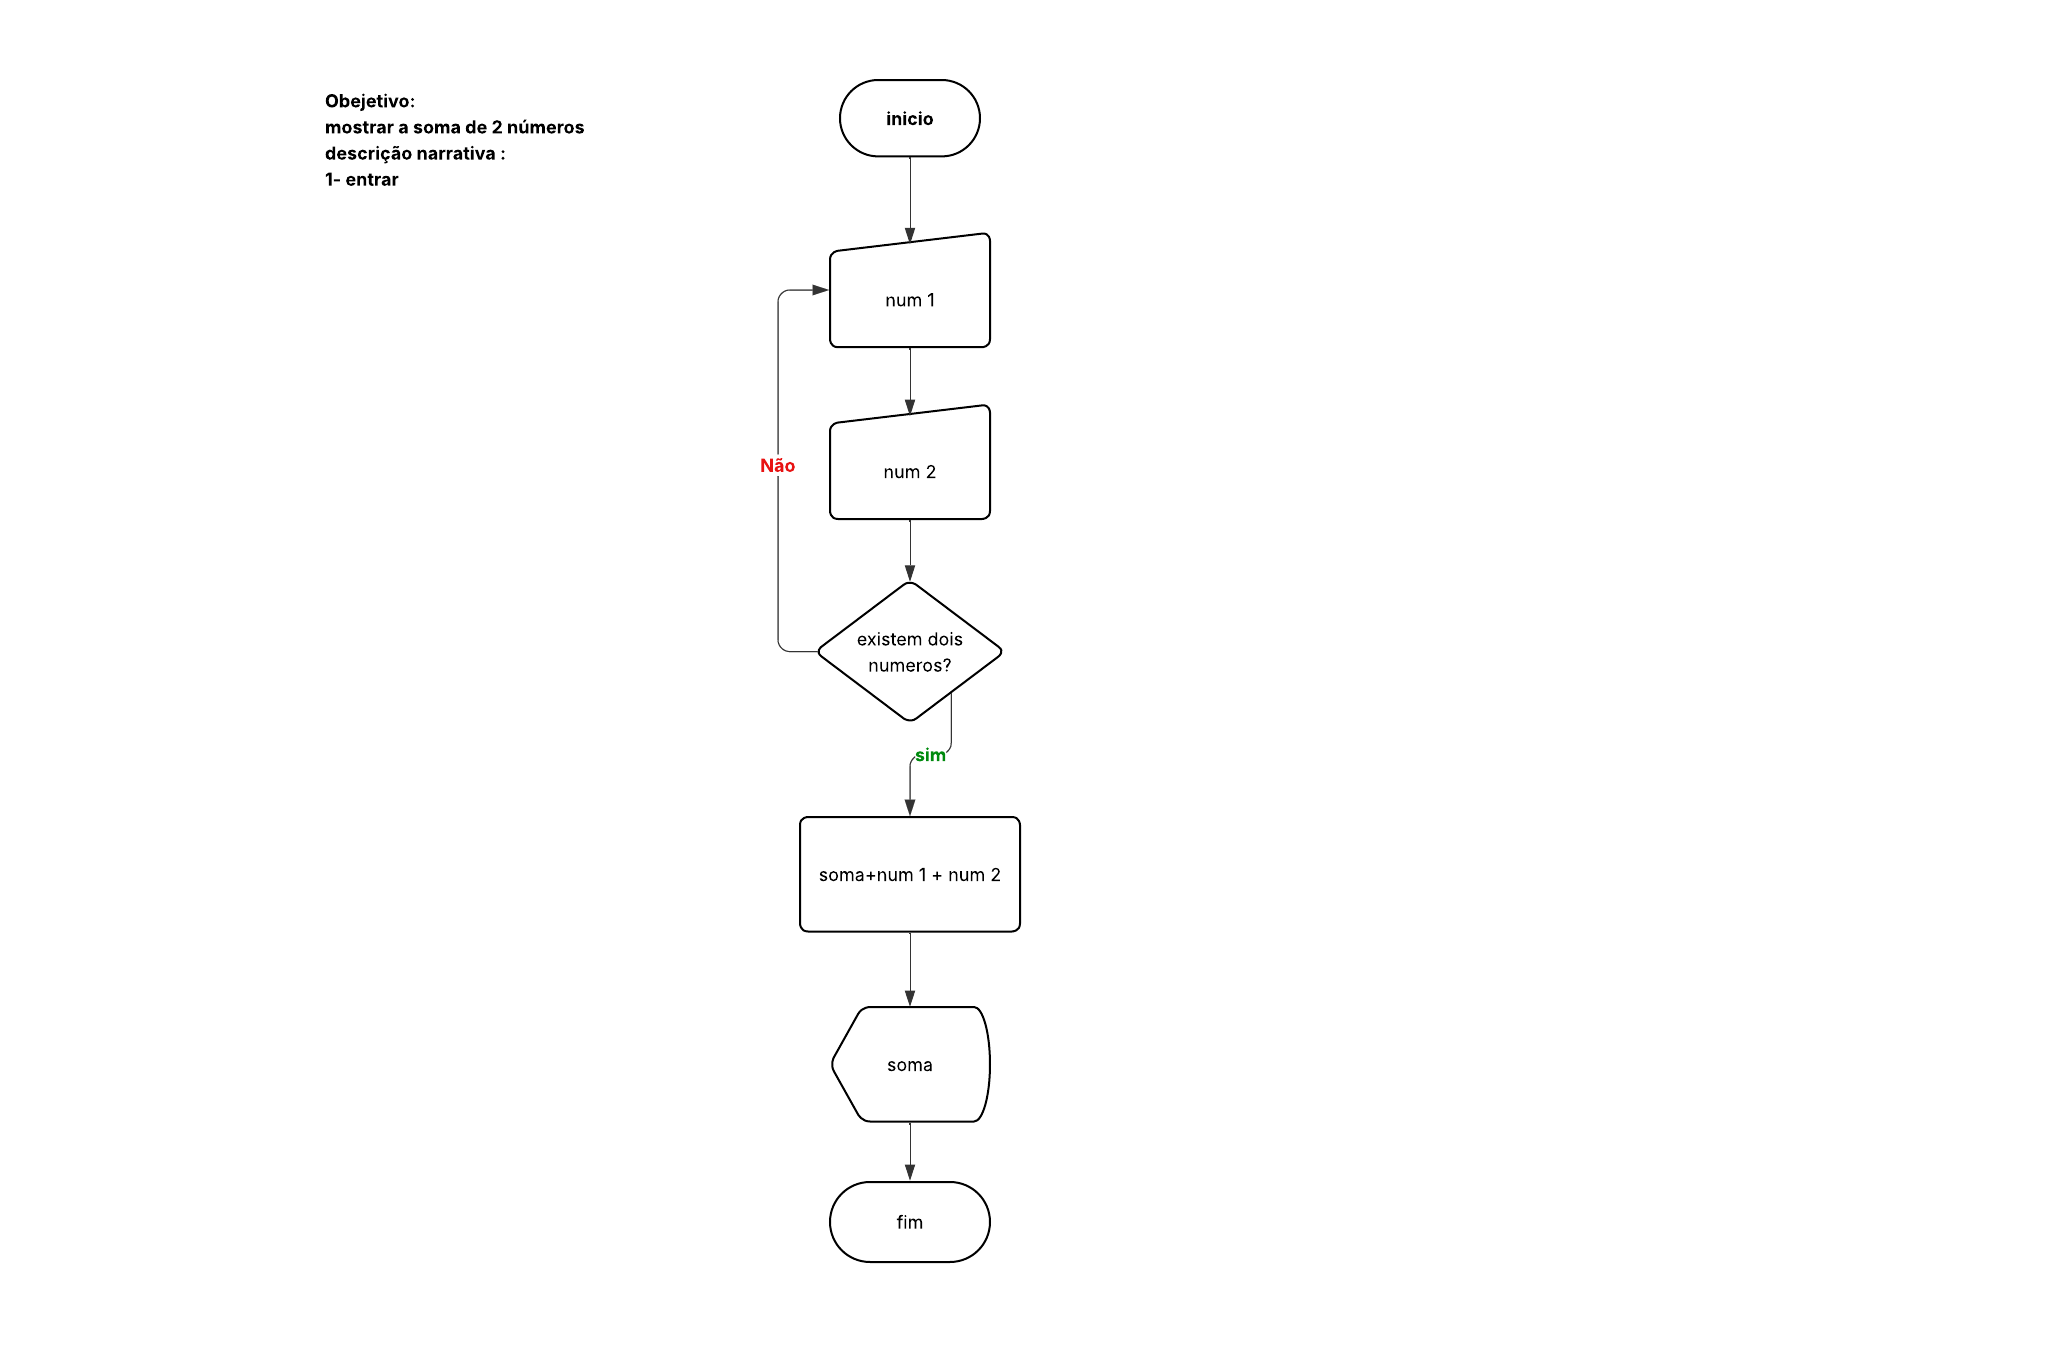 Obejetivo:
mostrar a soma de 2 números
descrição narrativa :
1- entrar
inicio
num 1
num 2
Não
existem dois
numeros?
sim
soma+num 1 + num 2
soma
fim